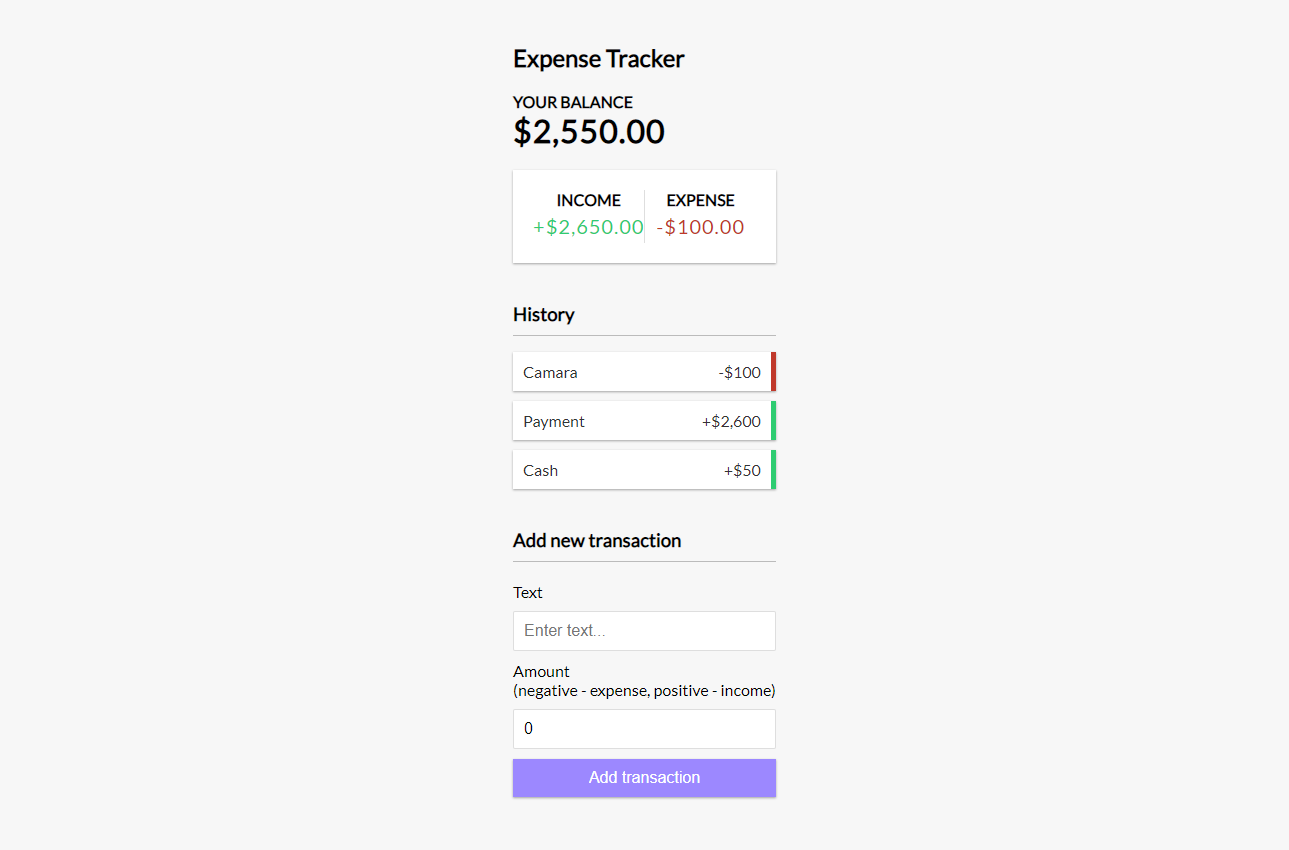 Expense Tracker
YOUR BALANCE
$2,550.00
INCOME EXPENSE
+$2,650.00 -$100.00
History
Camara -$100
Payment +$2,600
Cash +$50
Add new transaction
Text
Enter text...
Amount
(negative - expense, positive - income)
0
Add transaction